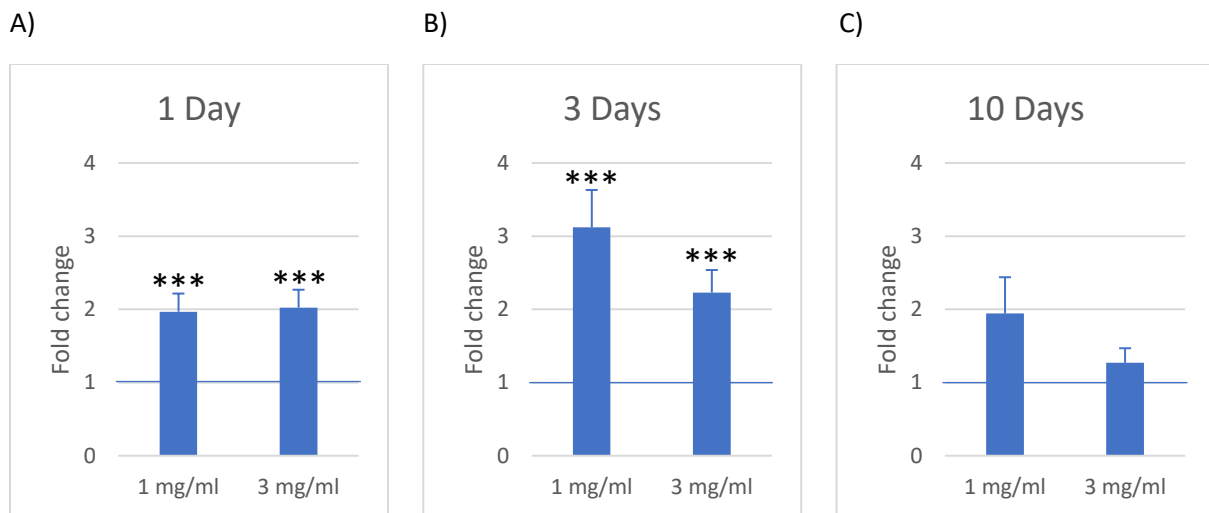 A)
B)
C)
1 Day
4
3
2
1
0
Fold change
***
***
1 mg/ml
3 mg/ml
3 Days
4
3
2
1
0
Fold change
***
***
1 mg/ml
3 mg/ml
10 Days
4
3
2
1
0
Fold change
1 mg/ml
3 mg/ml